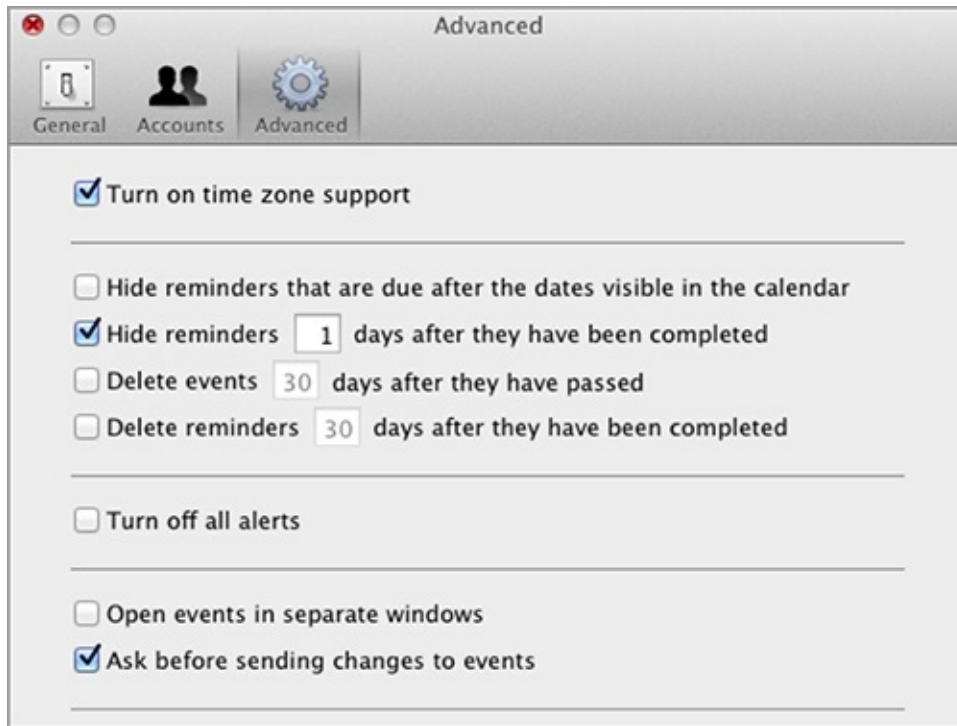 Advanced
General Accounts Advanced
Turn on time zone support
Hide reminders that are due after the dates visible in the calendar
Hide reminders 1 days after they have been completed
Delete events 30 days after they have passed
Delete reminders 30 days after they have been completed
Turn off all alerts
Open events in separate windows
Ask before sending changes to events